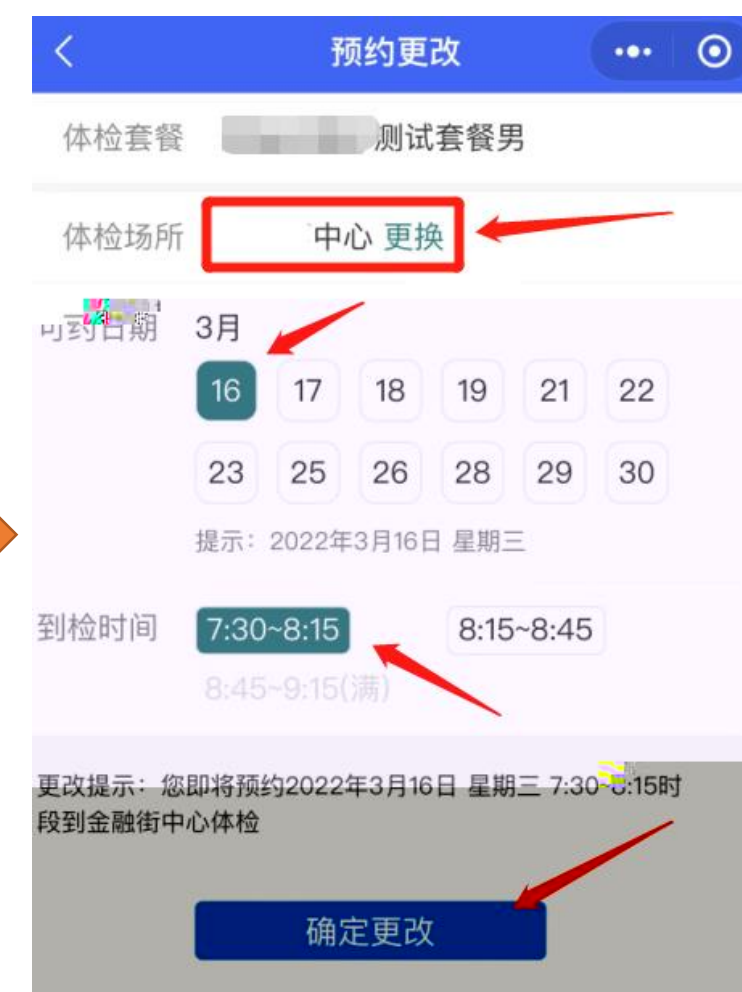 预约更改
体检套餐 测试套餐男
体检场所 中心 更换
约日期 3月
16 17 18 19 21 22
23 25 26 28 29 30
提示：2022年3月16日 星期三
到检时间 7:30~8:15 8:15~8:45
8:45~9:15(满)
更改提示：您即将预约2022年3月16日 星期三 7:30~8:15时
段到金融街中心体检
确定更改